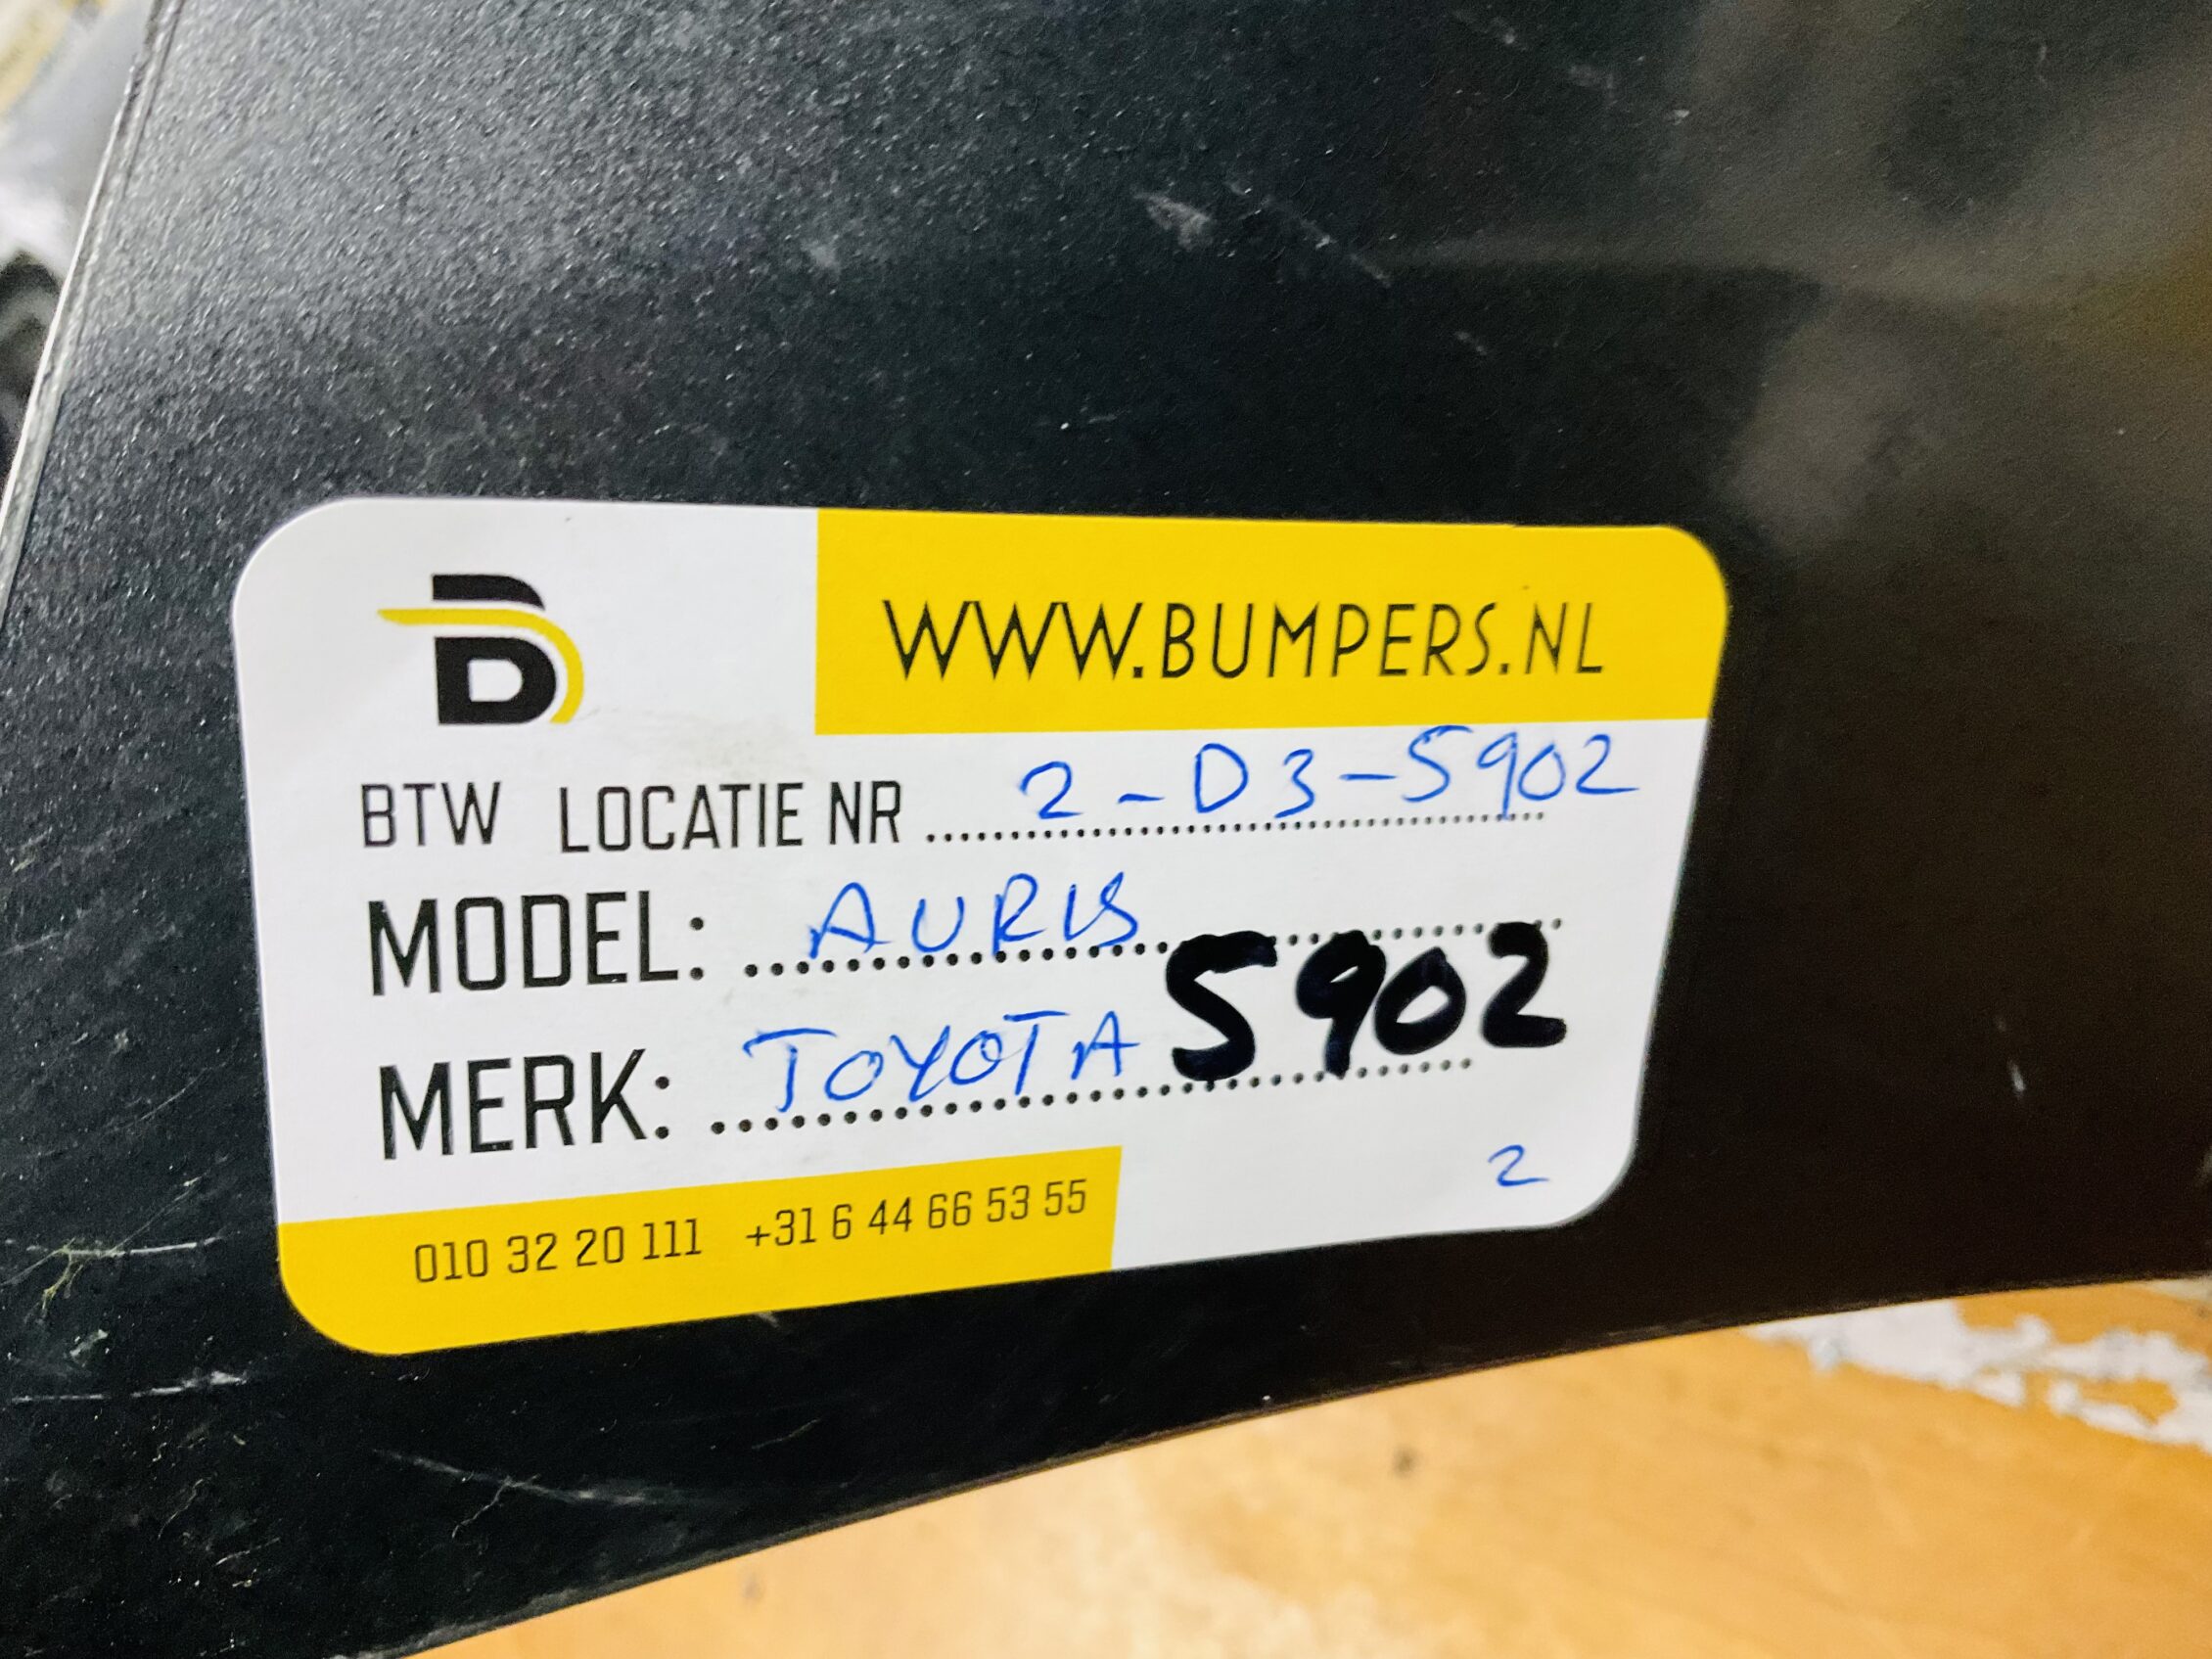 WWW.BUMPERS.NL
BTW LOCATIE NR 2-D3-5902
MODEL: AURIS
MERK: TOYOTA 5902
2
010 32 20 111 +31 6 44 66 53 55